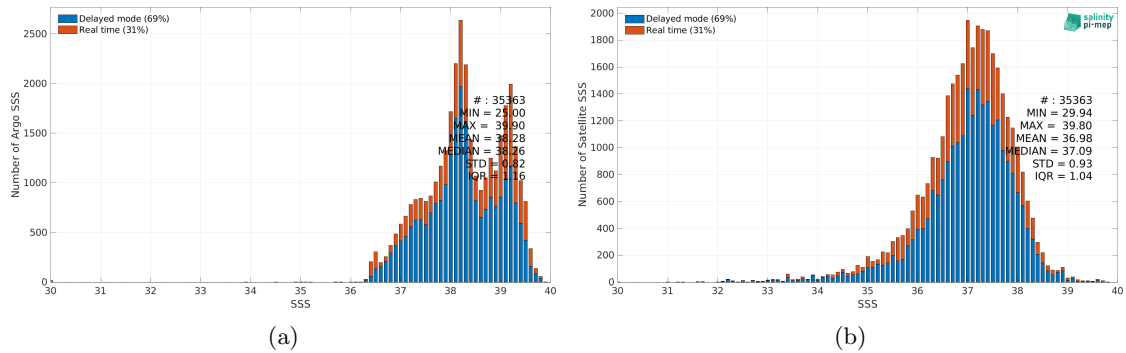 Delayed mode (69%)
Real time (31%)
Number of Argo SSS
2500
2000
1500
1000
500
0
# : 35363
MIN = 25.00
MAX = 39.90
MEAN = 38.28
MEDIAN = 38.26
STD = 0.82
IQR = 1.16
30 31 32 33 34 35 36 37 38 39 40
SSS
(a)
Delayed mode (69%)
Real time (31%)
salinity
pi-mep
Number of Satellite SSS
2000
1800
1600
1400
1200
1000
800
600
400
200
0
# : 35363
MIN = 29.94
MAX = 39.80
MEAN = 36.98
MEDIAN = 37.09
STD = 0.93
IQR = 1.04
30 31 32 33 34 35 36 37 38 39 40
SSS
(b)